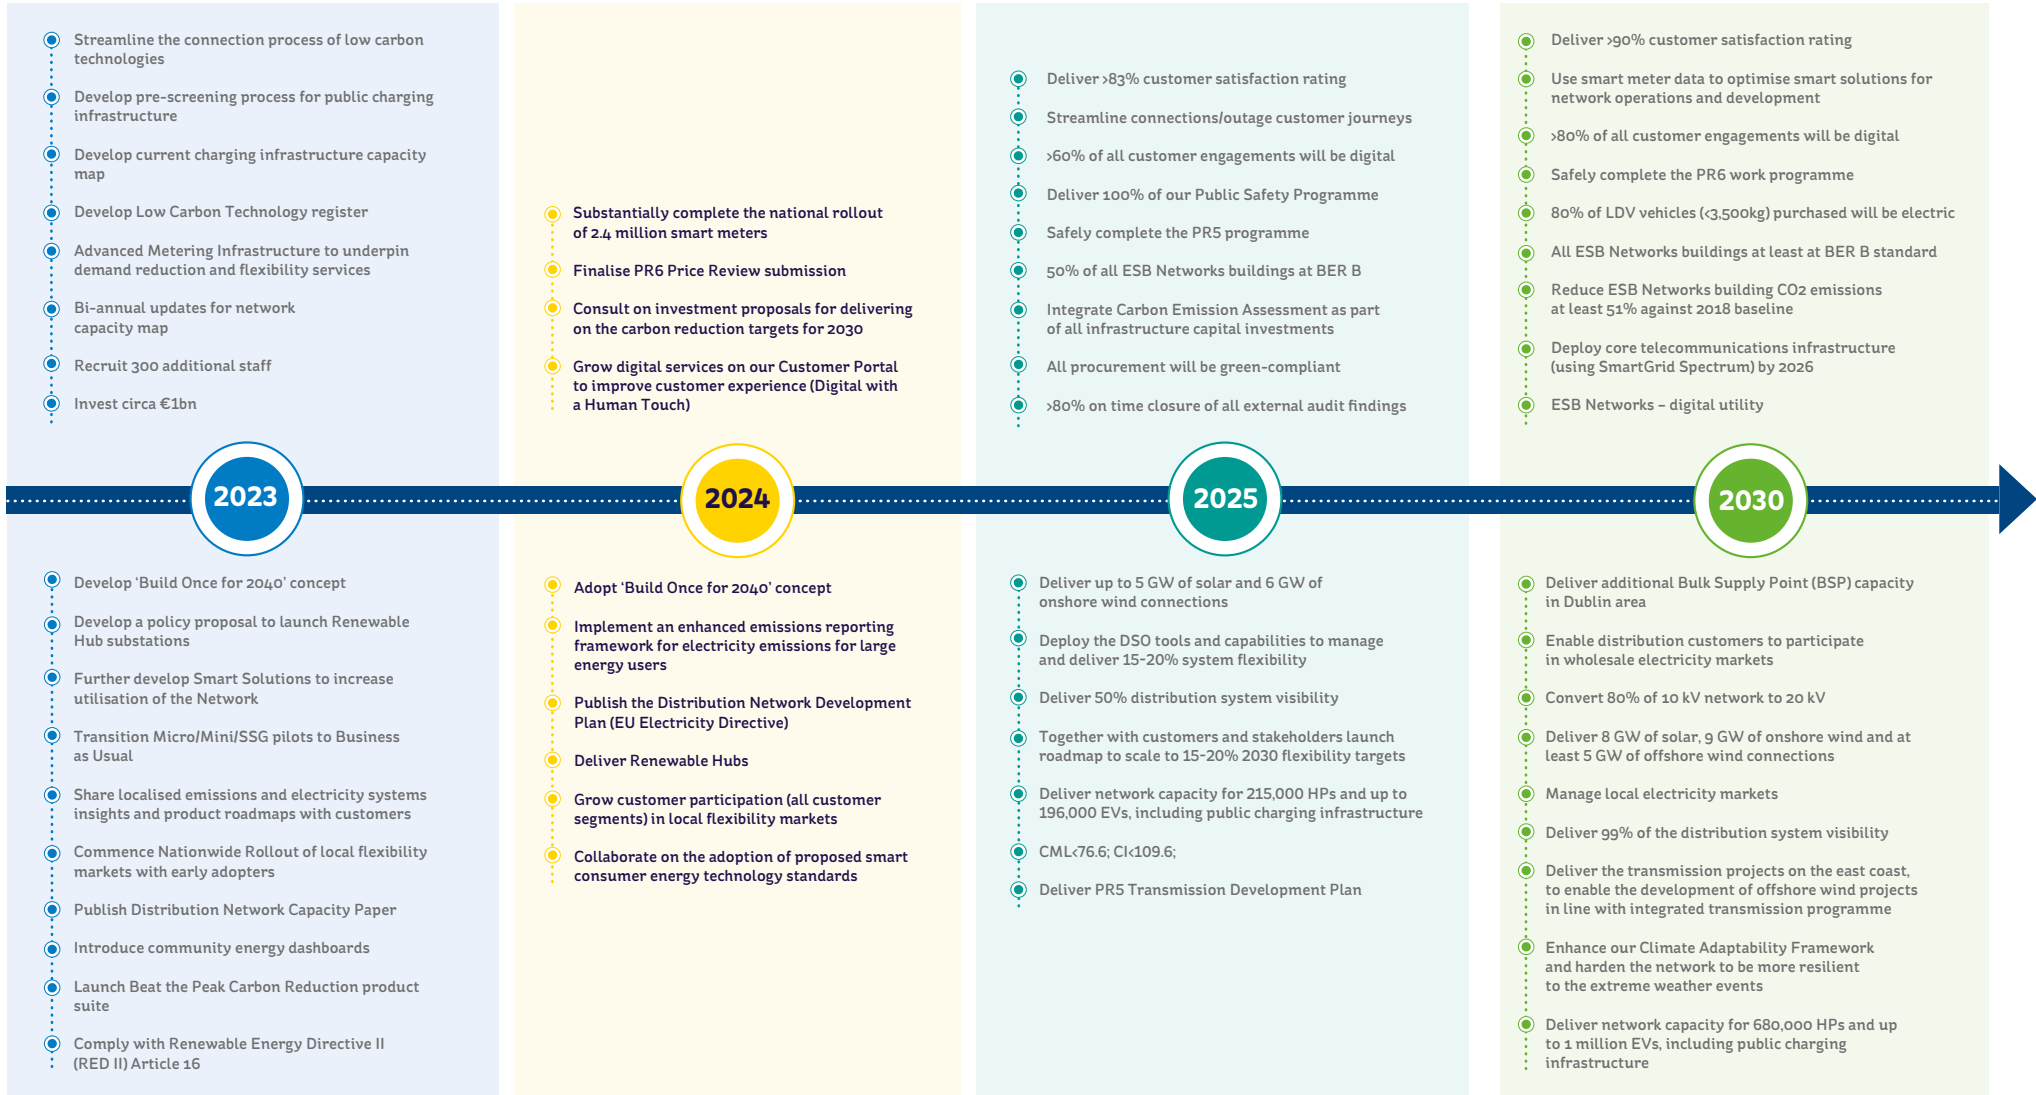 Streamline the connection process of low carbon
technologies
Develop pre-screening process for public charging
infrastructure
Develop current charging infrastructure capacity
map
Develop Low Carbon Technology register
Advanced Metering Infrastructure to underpin
demand reduction and flexibility services
Bi-annual updates for network
capacity map
Recruit 300 additional staff
Invest circa €1bn
2023
Develop ‘Build Once for 2040’ concept
Develop a policy proposal to launch Renewable
Hub substations
Further develop Smart Solutions to increase
utilisation of the Network
Transition Micro/Mini/SSG pilots to Business
as Usual
Share localised emissions and electricity systems
insights and product roadmaps with customers
Commence Nationwide Rollout of local flexibility
markets with early adopters
Publish Distribution Network Capacity Paper
Introduce community energy dashboards
Launch Beat the Peak Carbon Reduction product
suite
Comply with Renewable Energy Directive II
(RED II) Article 16
Substantially complete the national rollout
of 2.4 million smart meters
Finalise PR6 Price Review submission
Consult on investment proposals for delivering
on the carbon reduction targets for 2030
Grow digital services on our Customer Portal
to improve customer experience (Digital with
a Human Touch)
2024
Adopt ‘Build Once for 2040’ concept
Implement an enhanced emissions reporting
framework for electricity emissions for large
energy users
Publish the Distribution Network Development
Plan (EU Electricity Directive)
Deliver Renewable Hubs
Grow customer participation (all customer
segments) in local flexibility markets
Collaborate on the adoption of proposed smart
consumer energy technology standards
Deliver >83% customer satisfaction rating
Streamline connections/outage customer journeys
>60% of all customer engagements will be digital
Deliver 100% of our Public Safety Programme
Safely complete the PR5 programme
50% of all ESB Networks buildings at BER B
Integrate Carbon Emission Assessment as part
of all infrastructure capital investments
All procurement will be green-compliant
>80% on time closure of all external audit findings
2025
Deliver up to 5 GW of solar and 6 GW of
onshore wind connections
Deploy the DSO tools and capabilities to manage
and deliver 15-20% system flexibility
Deliver 50% distribution system visibility
Together with customers and stakeholders launch
roadmap to scale to 15-20% 2030 flexibility targets
Deliver network capacity for 215,000 HPs and up to
196,000 EVs, including public charging infrastructure
CML<76.6; CI<109.6;
Deliver PR5 Transmission Development Plan
Deliver >90% customer satisfaction rating
Use smart meter data to optimise smart solutions for
network operations and development
>80% of all customer engagements will be digital
Safely complete the PR6 work programme
80% of LDV vehicles (<3,500kg) purchased will be electric
All ESB Networks buildings at least at BER B standard
Reduce ESB Networks building CO2 emissions
at least 51% against 2018 baseline
Deploy core telecommunications infrastructure
(using SmartGrid Spectrum) by 2026
ESB Networks – digital utility
2030
Deliver additional Bulk Supply Point (BSP) capacity
in Dublin area
Enable distribution customers to participate
in wholesale electricity markets
Convert 80% of 10 kV network to 20 kV
Deliver 8 GW of solar, 9 GW of onshore wind and at
least 5 GW of offshore wind connections
Manage local electricity markets
Deliver 99% of the distribution system visibility
Deliver the transmission projects on the east coast,
to enable the development of offshore wind projects
in line with integrated transmission programme
Enhance our Climate Adaptability Framework
and harden the network to be more resilient
to the extreme weather events
Deliver network capacity for 680,000 HPs and up
to 1 million EVs, including public charging
infrastructure